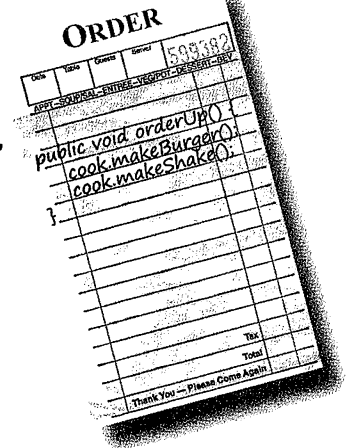 ORDER
Date Table Guests Server 599392
APPT-SOUP/SAL-ENTREE-VEG/POT-DESSERT-BEV
public void orderUp() {
cook.makeBurger();
cook.makeShake();
}
Tax
Total
Thank You — Please Come Again